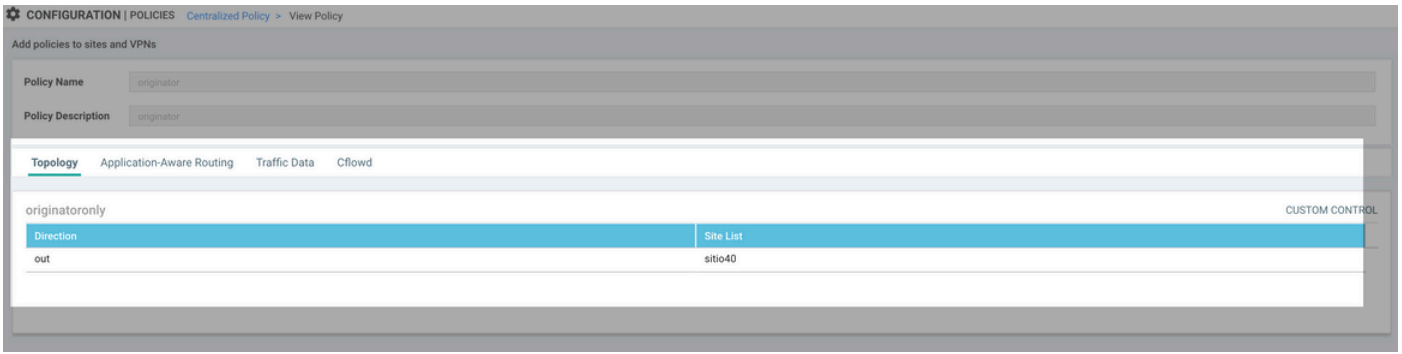 CONFIGURATION | POLICIES Centralized Policy > View Policy
Add policies to sites and VPNs
Policy Name originator
Policy Description originator
Topology Application-Aware Routing Traffic Data Cflowd
originatoronly CUSTOM CONTROL
Direction Site List
out sitio40